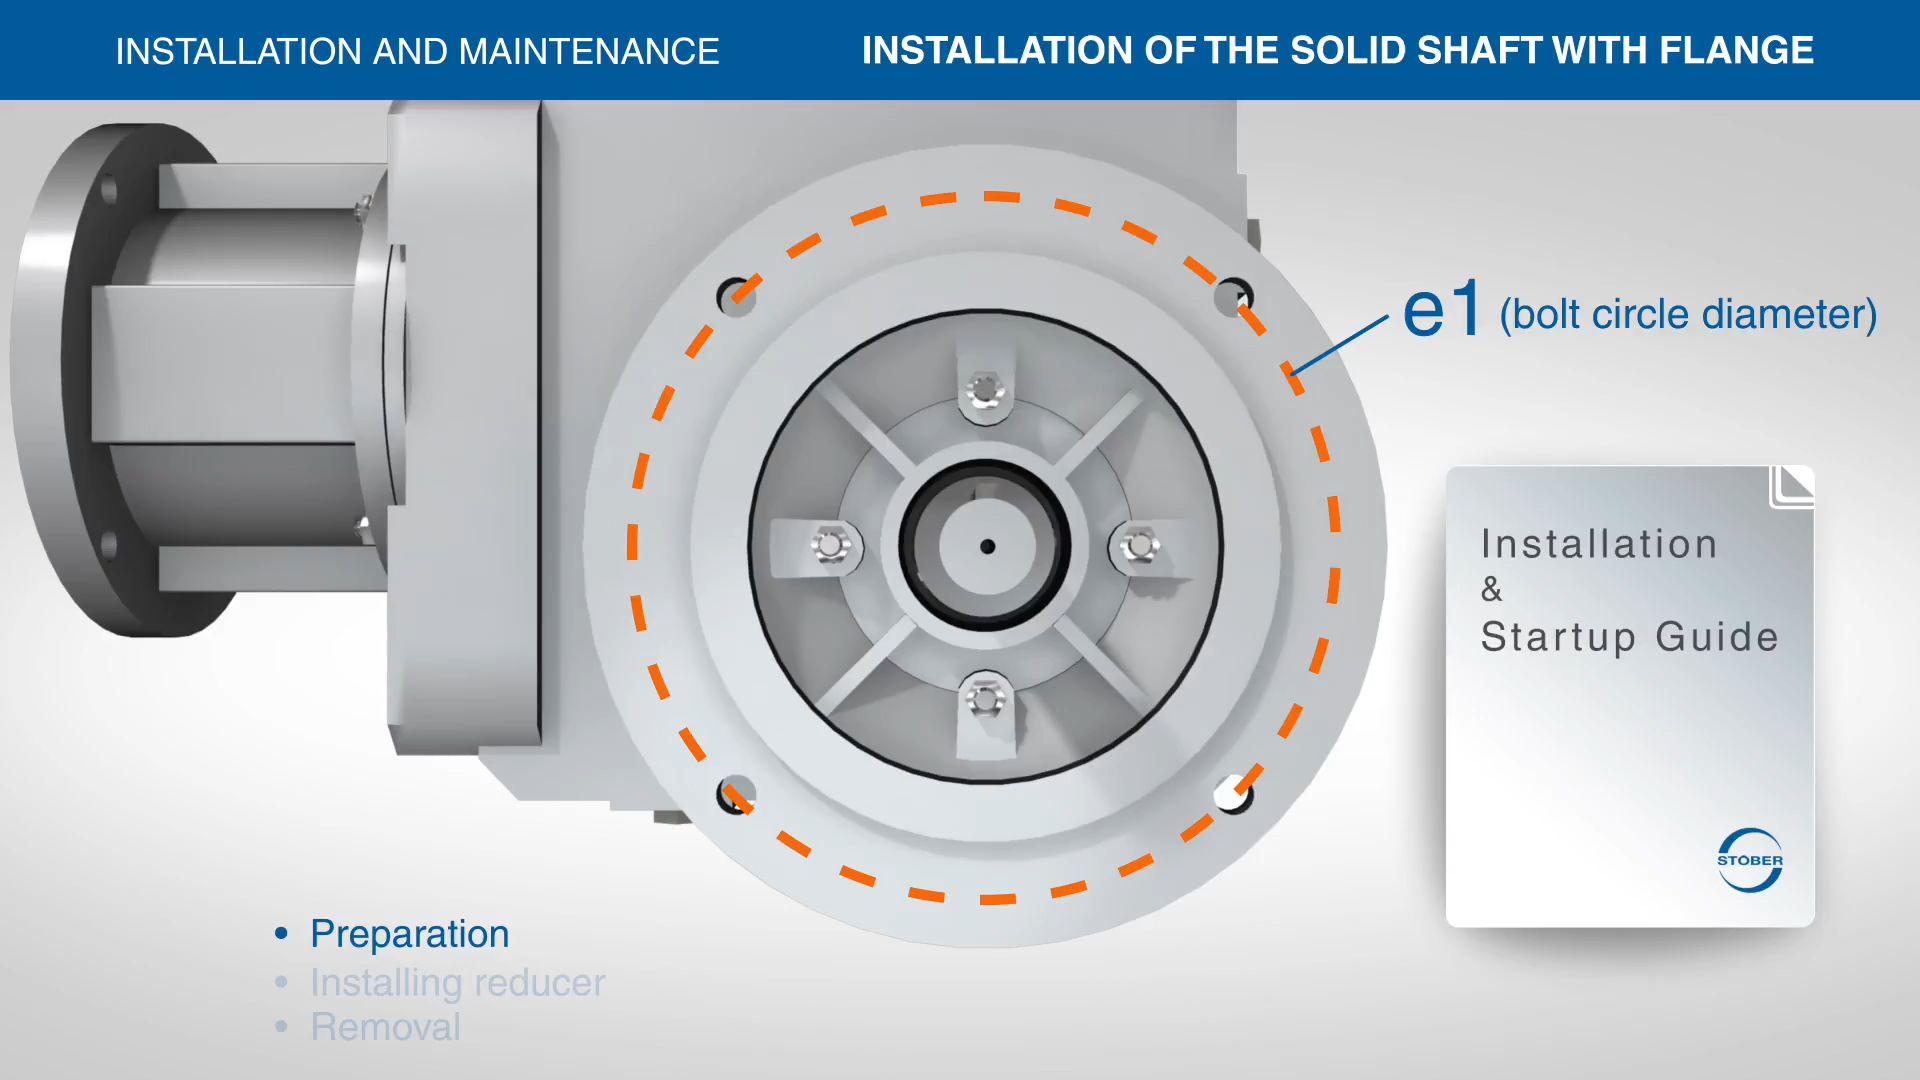 INSTALLATION AND MAINTENANCE
INSTALLATION OF THE SOLID SHAFT WITH FLANGE
e1 (bolt circle diameter)
Installation
&
Startup Guide
STOBER
• Preparation
• Installing reducer
• Removal